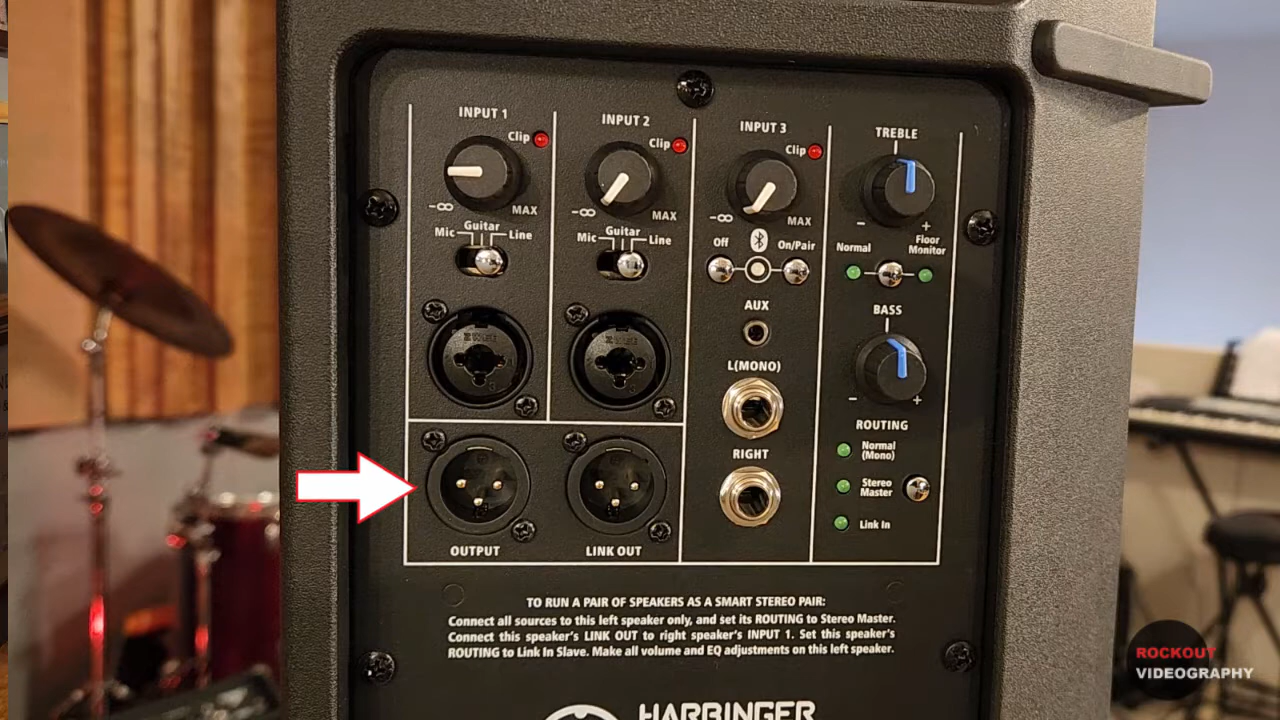 INPUT 1
Clip
-∞
MAX
Mic
Guitar
Line
INPUT 2
Clip
-∞
MAX
Mic
Guitar
Line
INPUT 3
Clip
-∞
MAX
Off
On/Pair
AUX
L(MONO)
RIGHT
TREBLE
- +
Normal
Floor
Monitor
BASS
- +
ROUTING
Normal
(Mono)
Stereo
Master
Link In
OUTPUT
LINK OUT
TO RUN A PAIR OF SPEAKERS AS A SMART STEREO PAIR:
Connect all sources to this left speaker only, and set its ROUTING to Stereo Master.
Connect this speaker's LINK OUT to right speaker's INPUT 1. Set this speaker's
ROUTING to Link In Slave. Make all volume and EQ adjustments on this left speaker.
HARBINGER
ROCKOUT
VIDEOGRAPHY